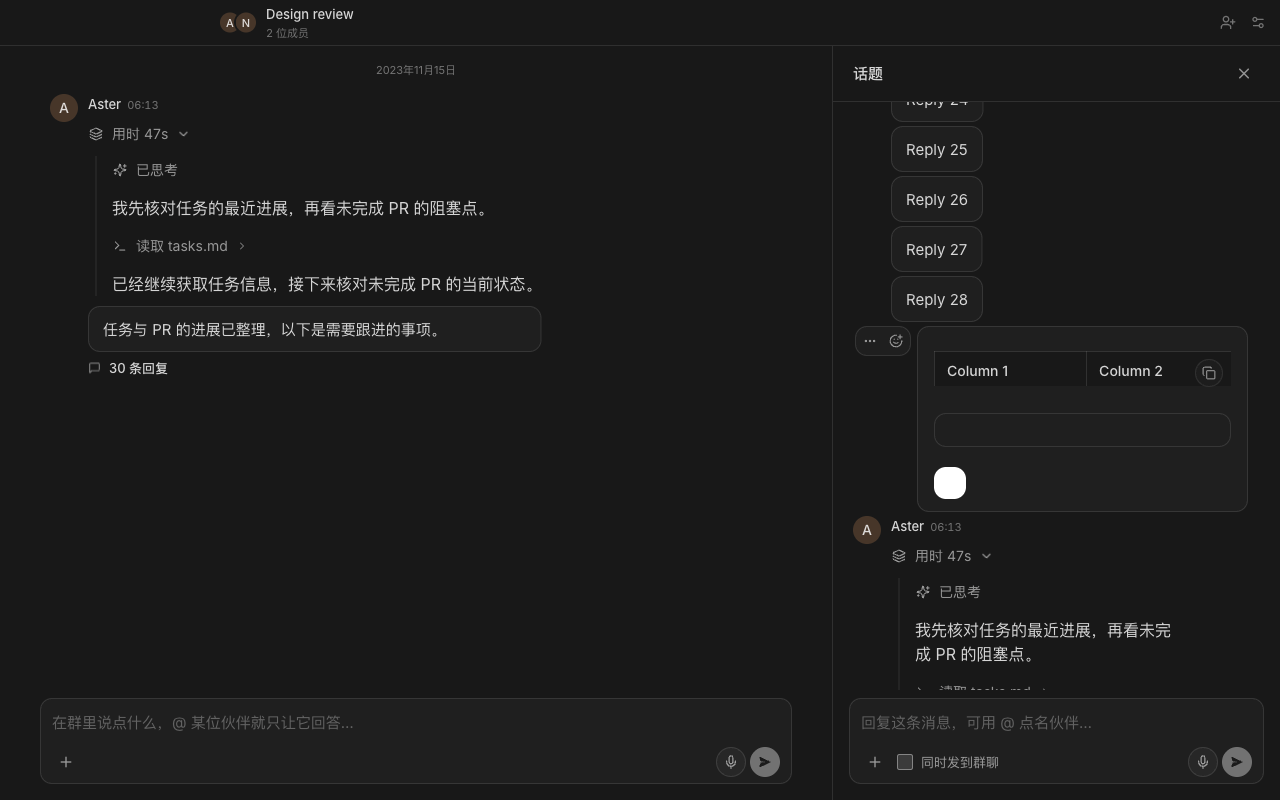 A N
Design review
2 位成员
2023年11月15日
A
Aster 06:13
用时 47s
已思考
我先核对任务的最近进展，再看未完成 PR 的阻塞点。
读取 tasks.md
已经继续获取任务信息，接下来核对未完成 PR 的当前状态。
任务与 PR 的进展已整理，以下是需要跟进的事项。
30 条回复
在群里说点什么，@ 某位伙伴就只让它回答...
话题
Reply 24
Reply 25
Reply 26
Reply 27
Reply 28
Column 1 Column 2
A
Aster 06:13
用时 47s
已思考
我先核对任务的最近进展，再看未完
成 PR 的阻塞点。
读取 tasks.md
回复这条消息，可用 @ 点名伙伴...
同时发到群聊